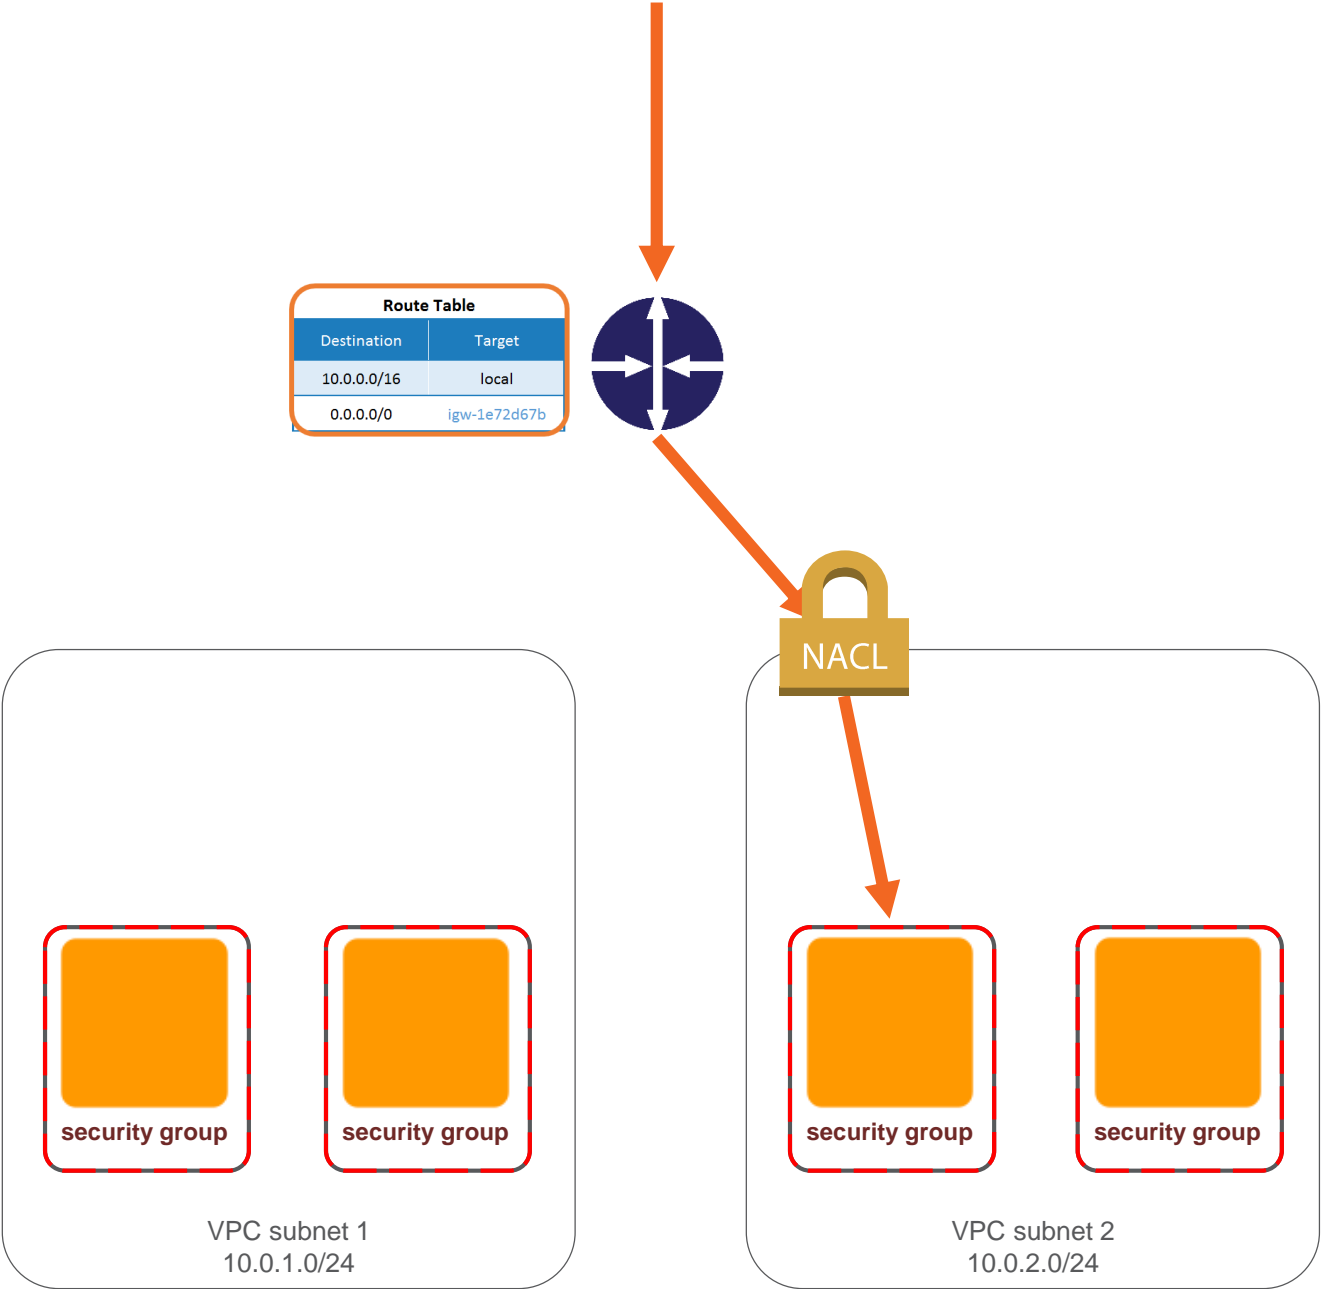 Route Table
Destination Target
10.0.0.0/16 local
0.0.0.0/0 igw-1e72d67b
NACL
security group security group security group security group
VPC subnet 1 VPC subnet 2
10.0.1.0/24 10.0.2.0/24